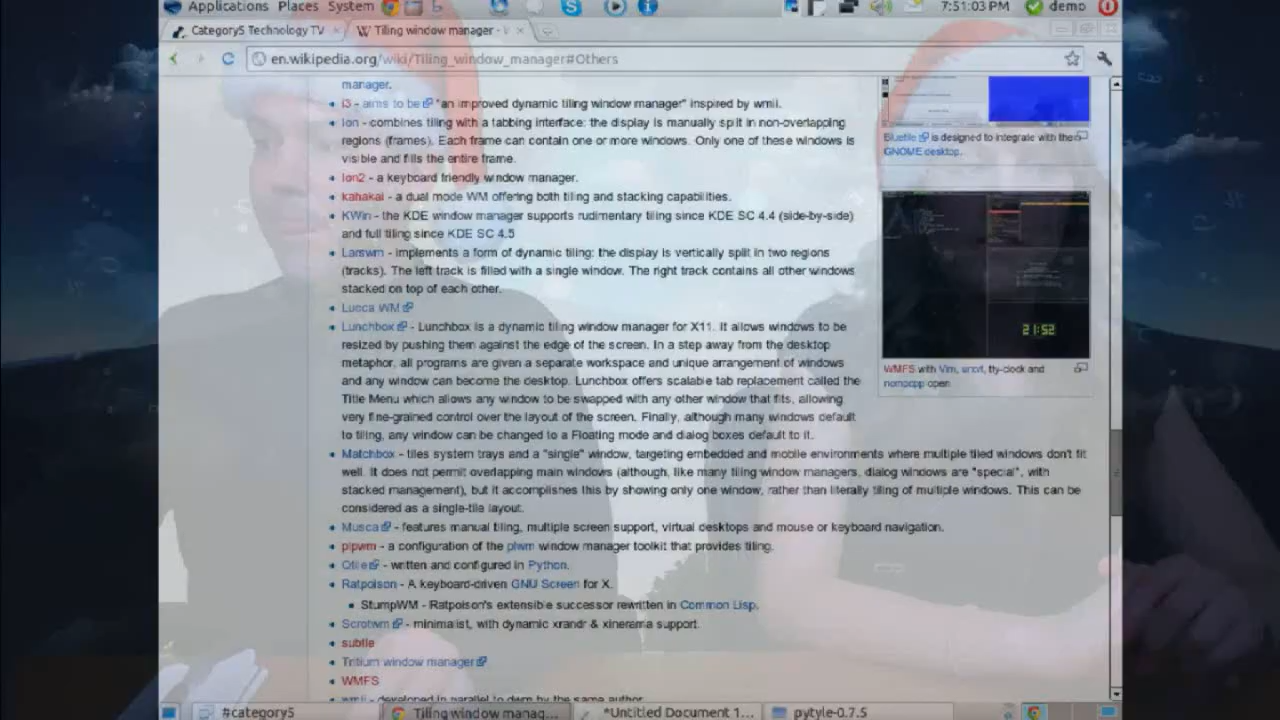 Applications Places System 7:51:03 PM demo
Category5 Technology TV Tiling window manager -
en.wikipedia.org/wiki/Tiling_window_manager#Others
manager.
i3 - aims to be "an improved dynamic tiling window manager" inspired by wmii.
Ion - combines tiling with a tabbing interface: the display is manually split in non-overlapping
regions (frames). Each frame can contain one or more windows. Only one of these windows is
visible and fills the entire frame.
Ion2 - a keyboard friendly window manager.
kahakai - a dual mode WM offering both tiling and stacking capabilities.
KWin - the KDE window manager supports rudimentary tiling since KDE SC 4.4 (side-by-side)
and full tiling since KDE SC 4.5
Larswm - implements a form of dynamic tiling: the display is vertically split in two regions
(tracks). The left track is filled with a single window. The right track contains all other windows
stacked on top of each other.
Lucca WM
Lunchbox - Lunchbox is a dynamic tiling window manager for X11. It allows windows to be
resized by pushing them against the edge of the screen. In a step away from the desktop
metaphor, all programs are given a separate workspace and unique arrangement of windows
and any window can become the desktop. Lunchbox offers scalable tab replacement called the
Title Menu which allows any window to be swapped with any other window that fits, allowing
very fine-grained control over the layout of the screen. Finally, although many windows default
to tiling, any window can be changed to a Floating mode and dialog boxes default to it.
Matchbox - tiles system trays and a "single" window, targeting embedded and mobile environments where multiple tiled windows don't fit
well. It does not permit overlapping main windows (although, like many tiling window managers, dialog windows are "special", with
stacked management), but it accomplishes this by showing only one window, rather than literally tiling of multiple windows. This can be
considered as a single-tile layout.
Musca - features manual tiling, multiple screen support, virtual desktops and mouse or keyboard navigation.
plpwm - a configuration of the plwm window manager toolkit that provides tiling.
Qtile - written and configured in Python.
Ratpoison - A keyboard-driven GNU Screen for X.
StumpWM - Ratpoison's extensible successor rewritten in Common Lisp.
Scrotwm - minimalist, with dynamic xrandr & xinerama support.
subtle
Tritium window manager
WMFS
wmii - developed in parallel to dwm by the same author
Bluetile is designed to integrate with the
GNOME desktop.
21:52
WMFS with Vim, urxvt, tty-clock and
ncmpcpp open
#category5 Tiling window manag... *Untitled Document 1... pytyle-0.7.5